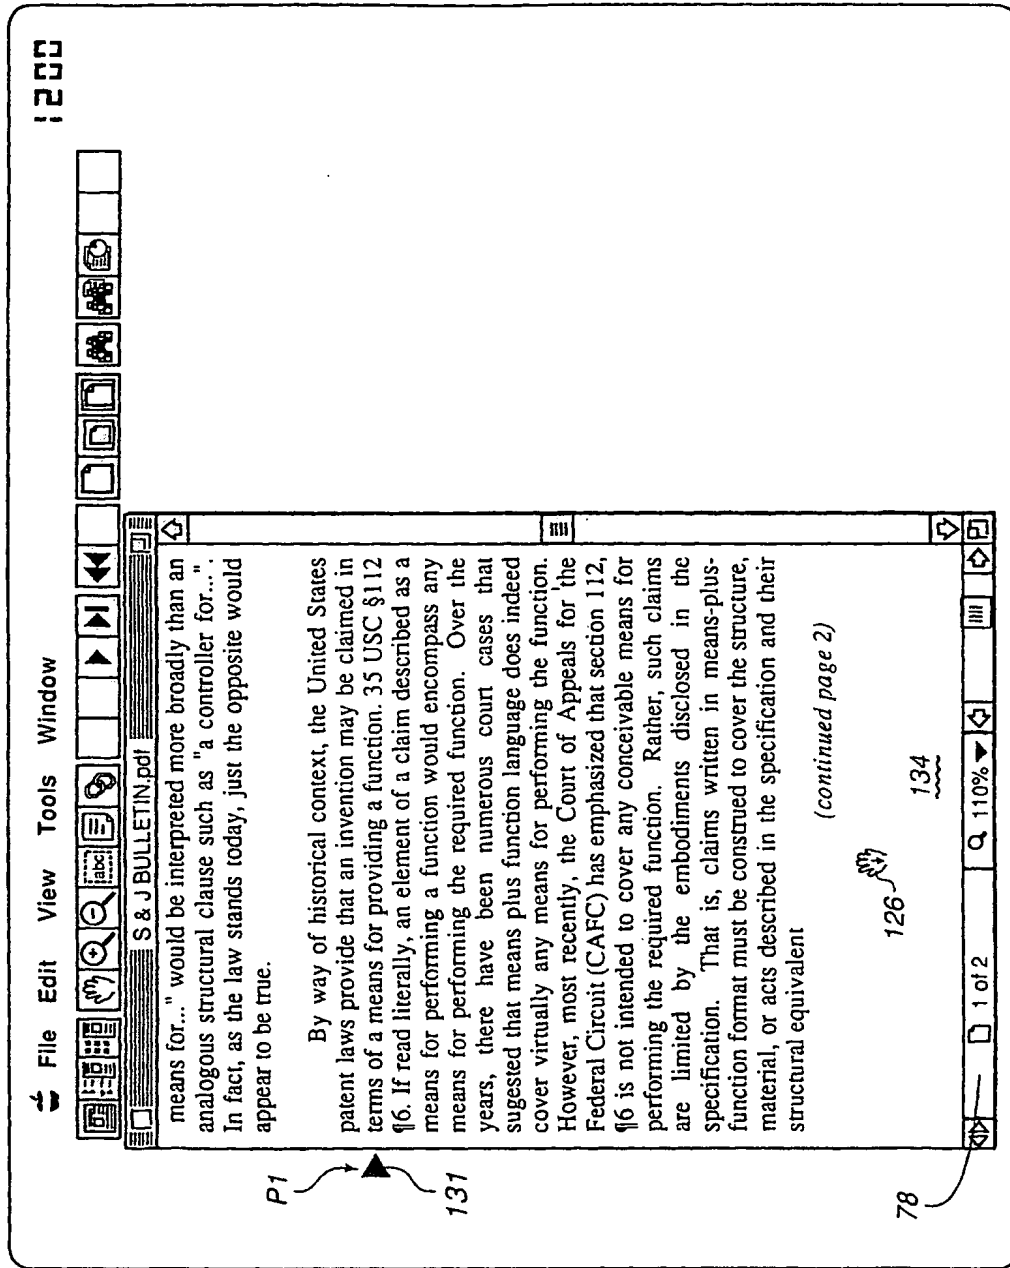 1200
File Edit View Tools Window
abc
S & J BULLETIN.pdf
means for..." would be interpreted more broadly than an
analogous structural clause such as "a controller for...".
In fact, as the law stands today, just the opposite would
appear to be true.
By way of historical context, the United States
patent laws provide that an invention may be claimed in
terms of a means for providing a function. 35 USC §112
¶6. If read literally, an element of a claim described as a
means for performing a function would encompass any
means for performing the required function. Over the
years, there have been numerous court cases that
sugested that means plus function language does indeed
cover virtually any means for performing the function.
However, most recently, the Court of Appeals for 'the
Federal Circuit (CAFC) has emphasized that section 112,
¶6 is not intended to cover any conceivable means for
performing the required function. Rather, such claims
are limited by the embodiments disclosed in the
specification. That is, claims written in means-plus-
function format must be construed to cover the structure,
material, or acts described in the specification and their
structural equivalent
(continued page 2)
P1
131
126
134
1 of 2
110%
78